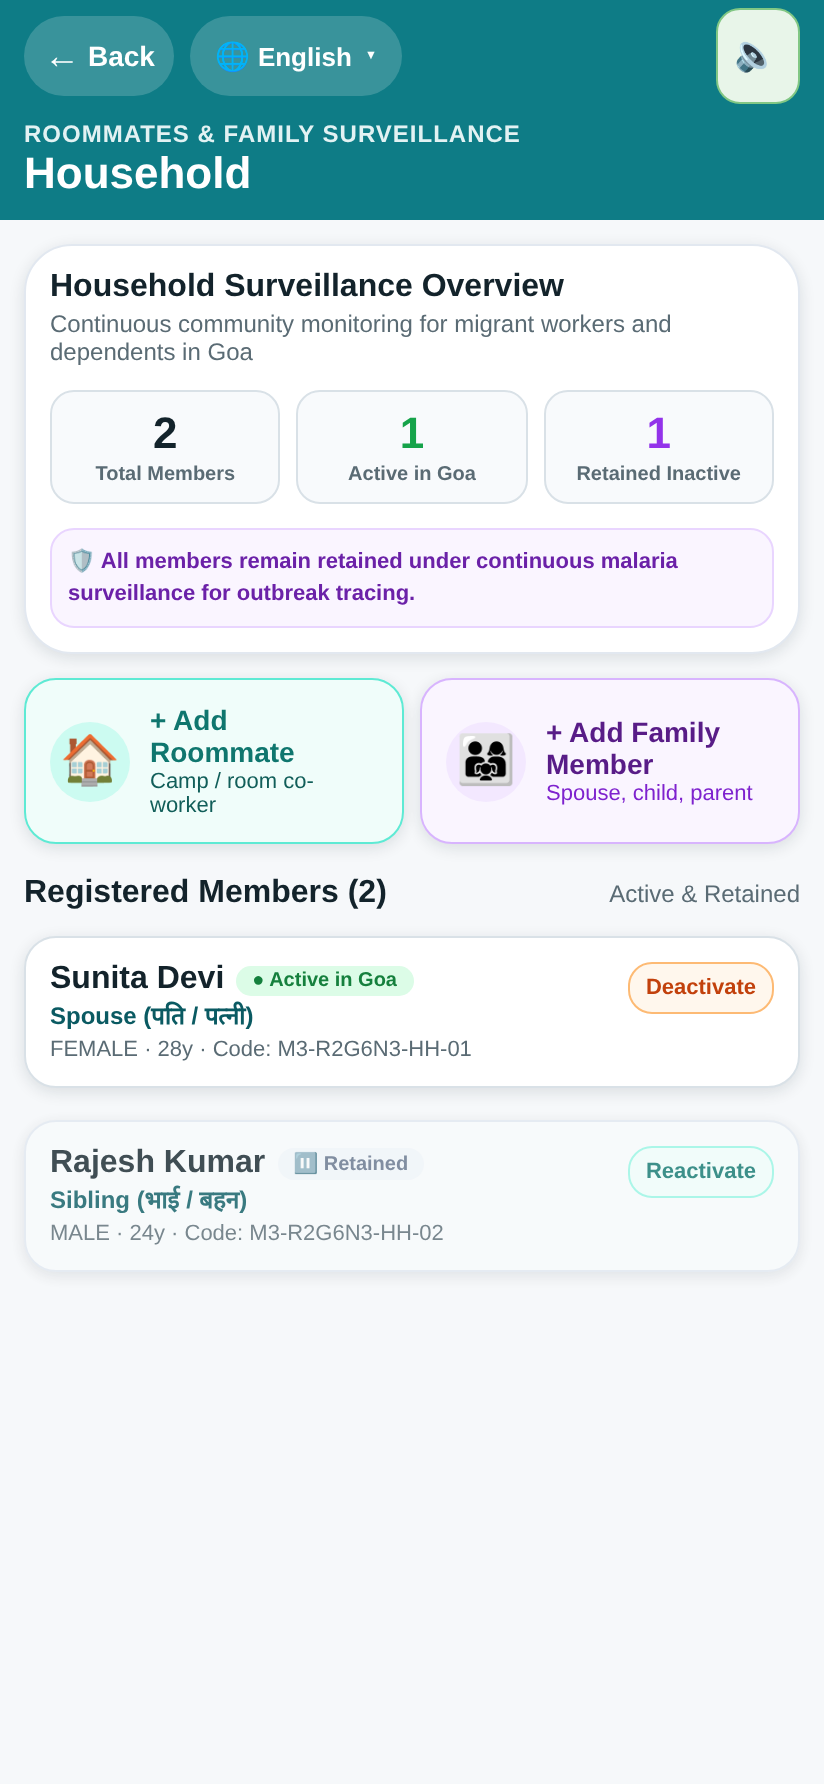 ← Back
🌐 English ▼
ROOMMATES & FAMILY SURVEILLANCE
Household
Household Surveillance Overview
Continuous community monitoring for migrant workers and
dependents in Goa
2
Total Members
1
Active in Goa
1
Retained Inactive
🛡️ All members remain retained under continuous malaria
surveillance for outbreak tracing.
+ Add
Roommate
Camp / room co-
worker
+ Add Family
Member
Spouse, child, parent
Registered Members (2)
Active & Retained
Sunita Devi ● Active in Goa
Deactivate
Spouse (पति / पत्नी)
FEMALE · 28y · Code: M3-R2G6N3-HH-01
Rajesh Kumar ⏸️ Retained
Reactivate
Sibling (भाई / बहन)
MALE · 24y · Code: M3-R2G6N3-HH-02